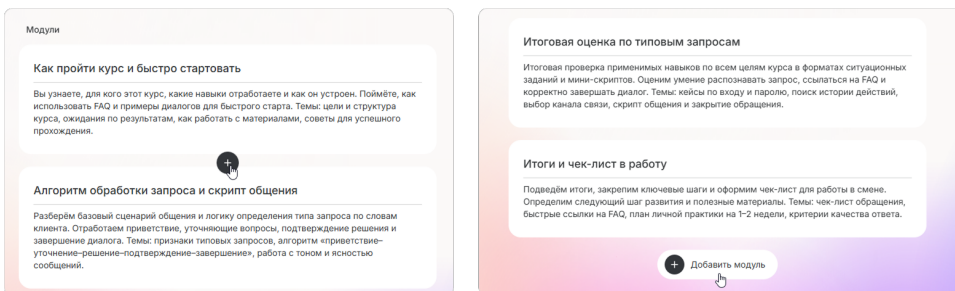 Модули
Как пройти курс и быстро стартовать
Вы узнаете, для кого этот курс, какие навыки отработаете и как он устроен. Поймёте, как
использовать FAQ и примеры диалогов для быстрого старта. Темы: цели и структура
курса, ожидания по результатам, как работать с материалами, советы для успешного
прохождения.
Алгоритм обработки запроса и скрипт общения
Разберём базовый сценарий общения и логику определения типа запроса по словам
клиента. Отработаем приветствие, уточняющие вопросы, подтверждение решения и
завершение диалога. Темы: признаки типовых запросов, алгоритм «приветствие–
уточнение–решение–подтверждение–завершение», работа с тоном и ясностью
сообщений.
Итоговая оценка по типовым запросам
Итоговая проверка применимых навыков по всем целям курса в форматах ситуационных
заданий и мини-скриптов. Оценим умение распознавать запрос, ссылаться на FAQ и
корректно завершать диалог. Темы: кейсы по входу и паролю, поиск истории действий,
выбор канала связи, скрипт общения и закрытие обращения.
Итоги и чек-лист в работу
Подведём итоги, закрепим ключевые шаги и оформим чек-лист для работы в смене.
Определим следующий шаг развития и полезные материалы. Темы: чек-лист обращения,
быстрые ссылки на FAQ, план личной практики на 1–2 недели, критерии качества ответа.
Добавить модуль